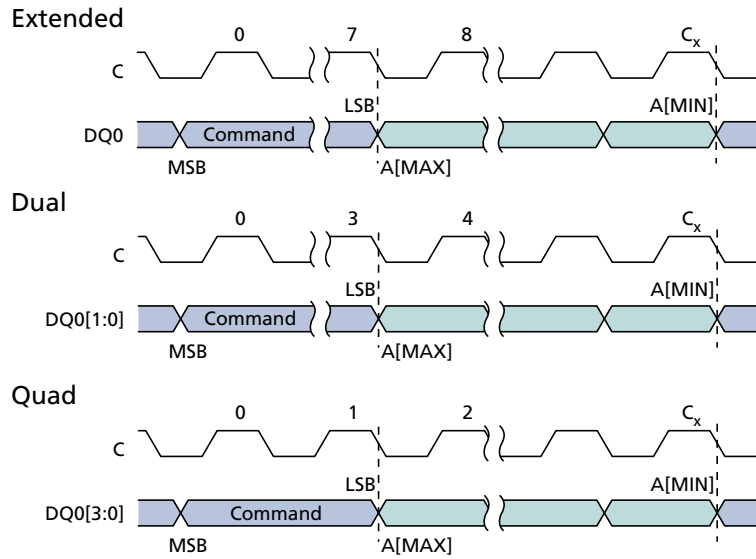 Extended
0 7 8 Cx
C
LSB A[MIN]
DQ0 Command
MSB A[MAX]
Dual
0 3 4 Cx
C
LSB A[MIN]
DQ0[1:0] Command
MSB A[MAX]
Quad
0 1 2 Cx
C
LSB A[MIN]
DQ0[3:0] Command
MSB A[MAX]